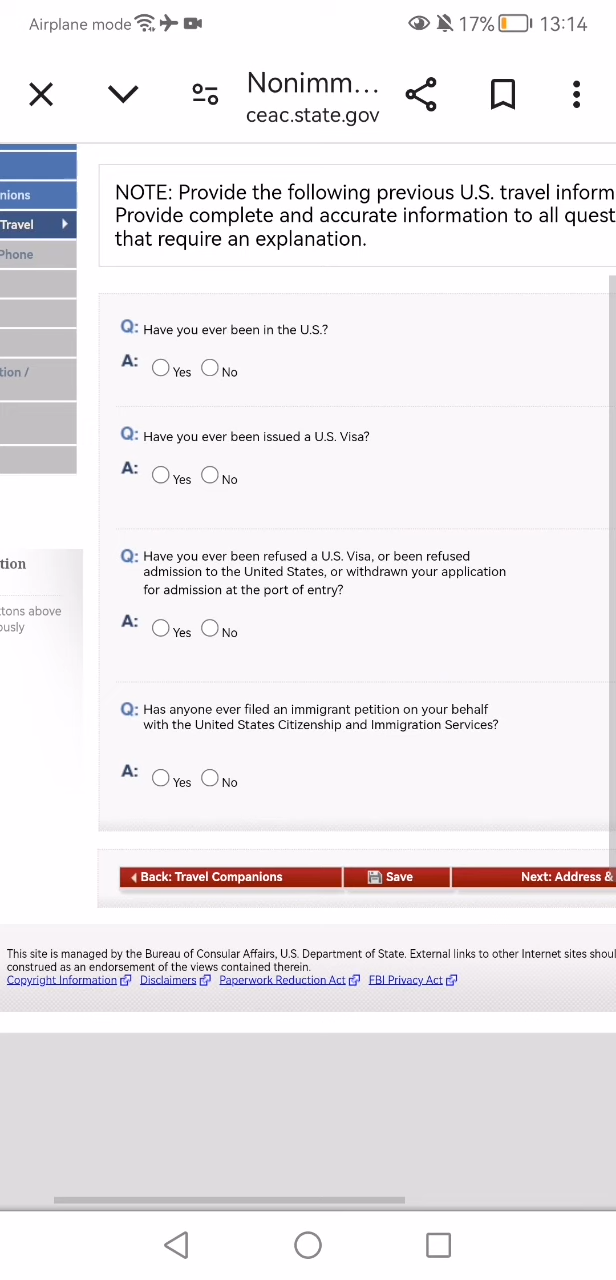 Airplane mode 17% 13:14
Nonimm...
ceac.state.gov
nions
Travel
Phone
tion /
tion
tons above
ously
NOTE: Provide the following previous U.S. travel inform
Provide complete and accurate information to all quest
that require an explanation.
Q: Have you ever been in the U.S.?
A: Yes No
Q: Have you ever been issued a U.S. Visa?
A: Yes No
Q: Have you ever been refused a U.S. Visa, or been refused
admission to the United States, or withdrawn your application
for admission at the port of entry?
A: Yes No
Q: Has anyone ever filed an immigrant petition on your behalf
with the United States Citizenship and Immigration Services?
A: Yes No
Back: Travel Companions Save Next: Address &
This site is managed by the Bureau of Consular Affairs, U.S. Department of State. External links to other Internet sites shoul
construed as an endorsement of the views contained therein.
Copyright Information Disclaimers Paperwork Reduction Act FBI Privacy Act